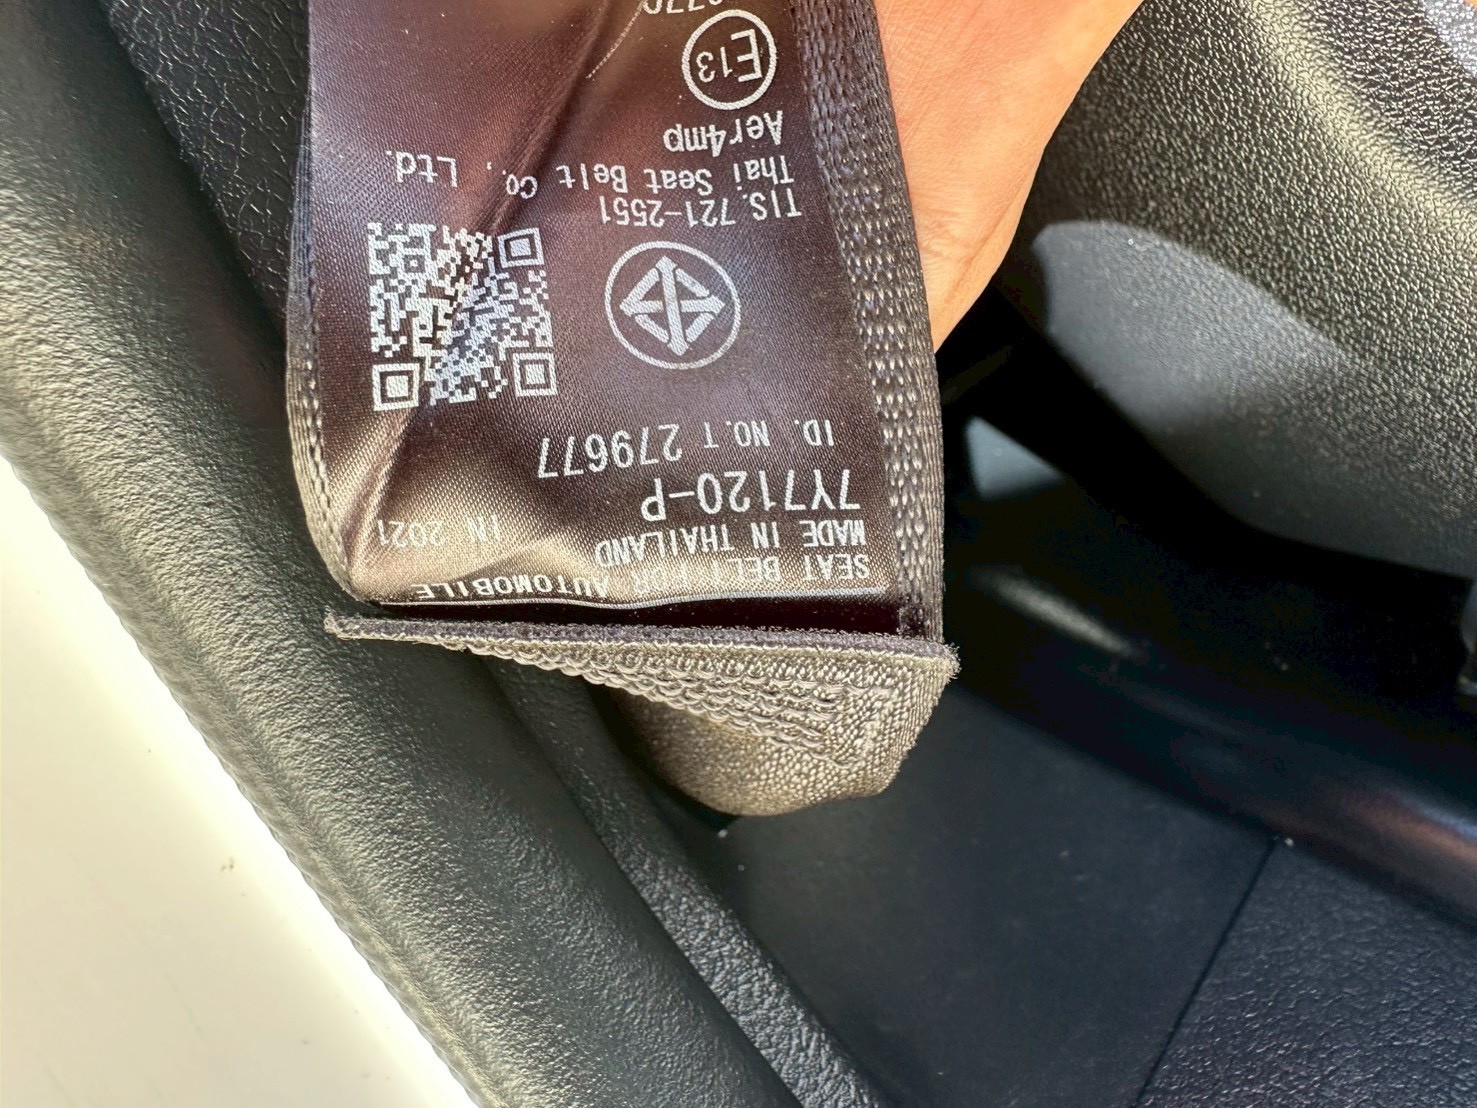 SEAT BELT FOR AUTOMOBILE
MADE IN THAILAND IN 2021
7Y7120-P
ID. NO. T 279677
TIS. 721-2551
Thai Seat Belt Co., Ltd.
Aer4mp
E13